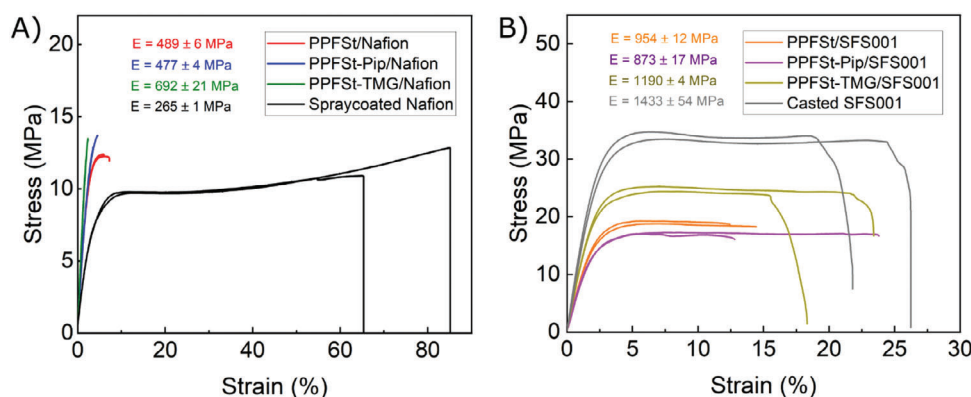 A)
20
15
10
5
0
0
20
40
60
80
Stress (MPa)
Strain (%)
E = 489 ± 6 MPa
E = 477 ± 4 MPa
E = 692 ± 21 MPa
E = 265 ± 1 MPa
PPFSt/Nafion
PPFSt-Pip/Nafion
PPFSt-TMG/Nafion
Spraycoated Nafion
B)
50
40
30
20
10
0
0
5
10
15
20
25
30
Stress (MPa)
Strain (%)
E = 954 ± 12 MPa
E = 873 ± 17 MPa
E = 1190 ± 4 MPa
E = 1433 ± 54 MPa
PPFSt/SFS001
PPFSt-Pip/SFS001
PPFSt-TMG/SFS001
Casted SFS001